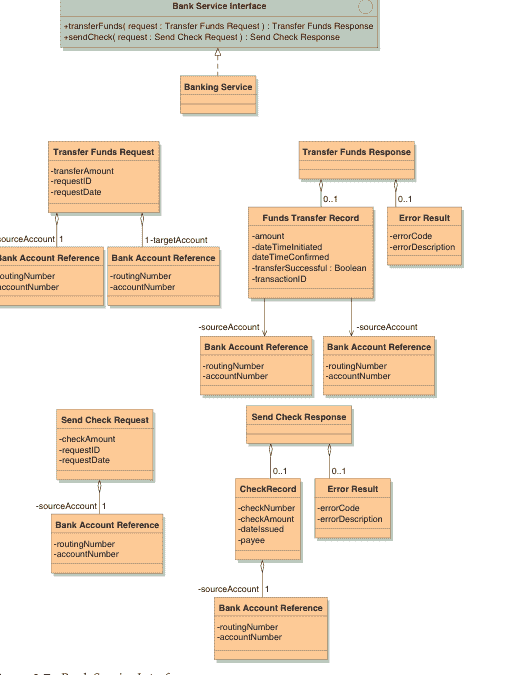 Bank Service Interface
+transferFunds( request : Transfer Funds Request ) : Transfer Funds Response
+sendCheck( request : Send Check Request ) : Send Check Response
Banking Service
Transfer Funds Request
-transferAmount
-requestID
-requestDate
sourceAccount 1
1 -targetAccount
Bank Account Reference
routingNumber
accountNumber
Bank Account Reference
-routingNumber
-accountNumber
Transfer Funds Response
0..1
0..1
Funds Transfer Record
-amount
-dateTimeInitiated
dateTimeConfirmed
-transferSuccessful : Boolean
-transactionID
Error Result
-errorCode
-errorDescription
-sourceAccount
-sourceAccount
Bank Account Reference
-routingNumber
-accountNumber
Bank Account Reference
-routingNumber
-accountNumber
Send Check Request
-checkAmount
-requestID
-requestDate
-sourceAccount 1
Bank Account Reference
-routingNumber
-accountNumber
Send Check Response
0..1
0..1
CheckRecord
-checkNumber
-checkAmount
-dateIssued
-payee
Error Result
-errorCode
-errorDescription
-sourceAccount 1
Bank Account Reference
-routingNumber
-accountNumber